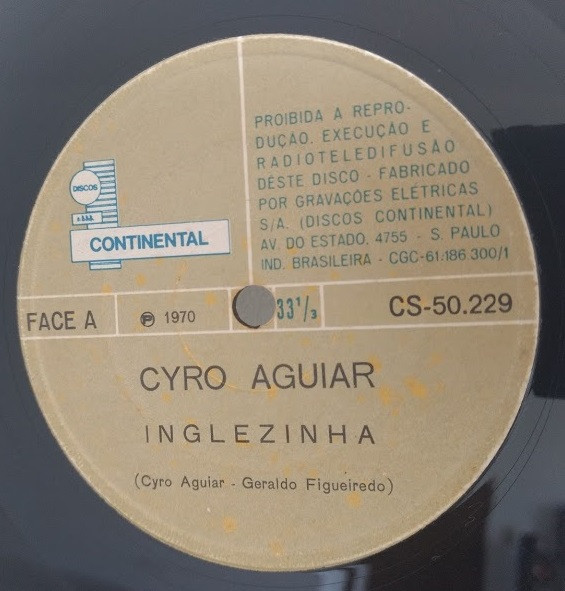 PROIBIDA A REPRO-
DUÇÃO, EXECUÇÃO E
RADIOTELEDIFUSÃO
DÊSTE DISCO - FABRICADO
POR GRAVAÇÕES ELÉTRICAS
S/A. (DISCOS CONTINENTAL)
AV. DO ESTADO, 4755 - S. PAULO
IND. BRASILEIRA - CGC-61.186.300/1
DISCOS
CONTINENTAL
FACE A
℗ 1970
33 1/3
CS-50.229
CYRO AGUIAR
INGLEZINHA
(Cyro Aguiar - Geraldo Figueiredo)